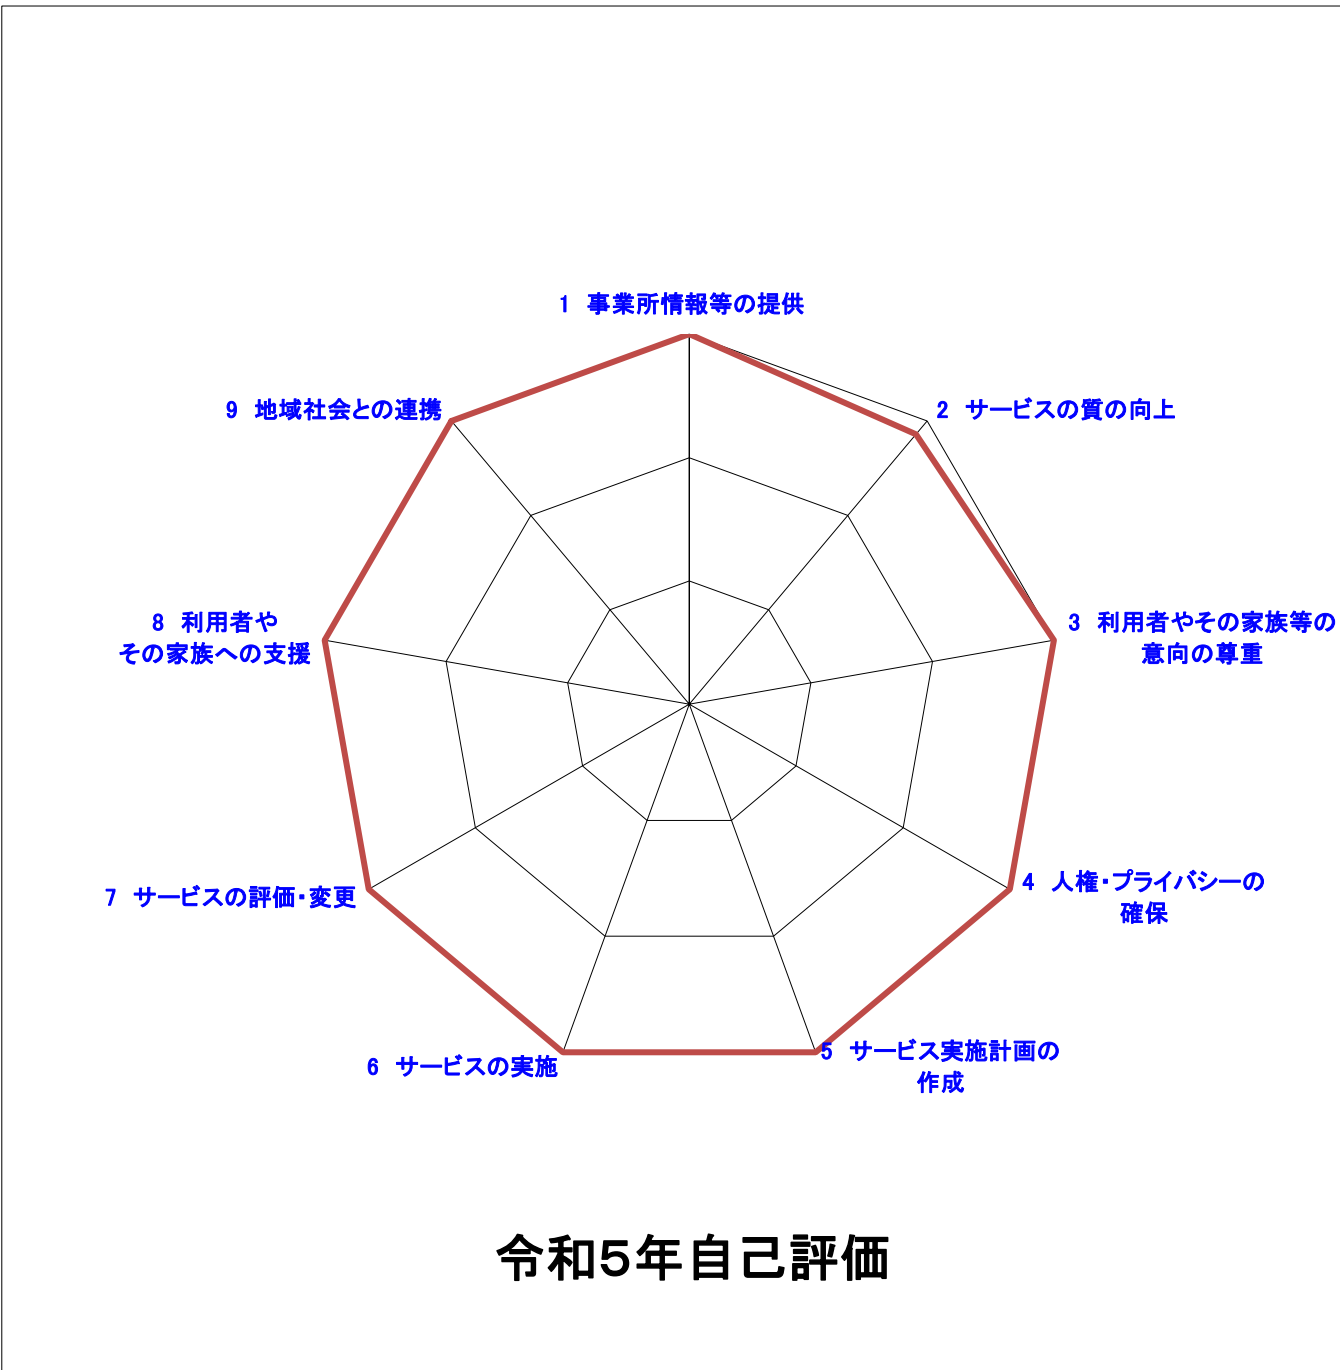 1 事業所情報等の提供
2 サービスの質の向上
3 利用者やその家族等の
意向の尊重
4 人権・プライバシーの
確保
5 サービス実施計画の
作成
6 サービスの実施
7 サービスの評価・変更
8 利用者や
その家族への支援
9 地域社会との連携
令和5年自己評価